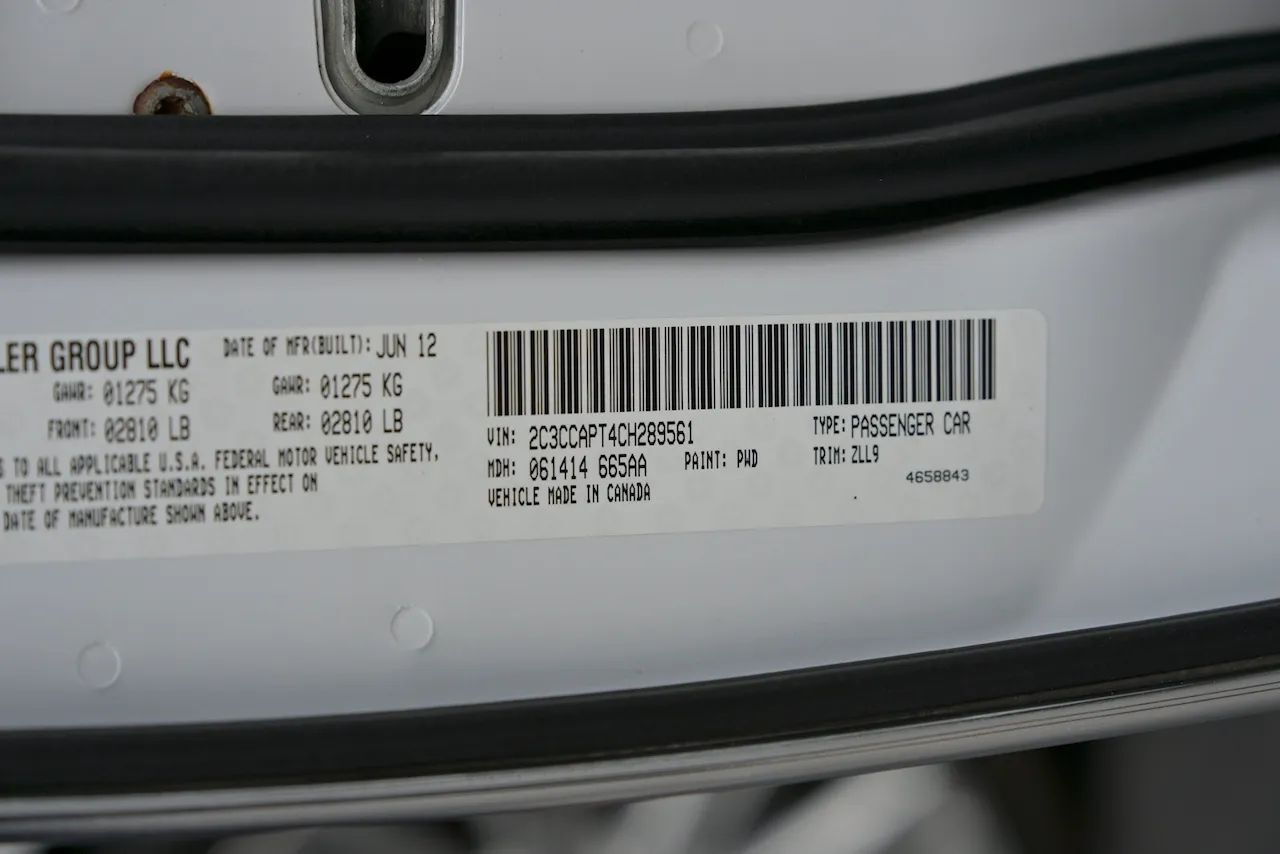 LER GROUP LLC DATE OF MFR(BUILT): JUN 12
GAWR: 01275 KG GAWR: 01275 KG
FRONT: 02810 LB REAR: 02810 LB
S TO ALL APPLICABLE U.S.A. FEDERAL MOTOR VEHICLE SAFETY,
THEFT PREVENTION STANDARDS IN EFFECT ON
DATE OF MANUFACTURE SHOWN ABOVE.
VIN: 2C3CCAPT4CH289561 TYPE: PASSENGER CAR
MDH: 061414 665AA PAINT: PWD TRIM: ZLL9
VEHICLE MADE IN CANADA 4658843